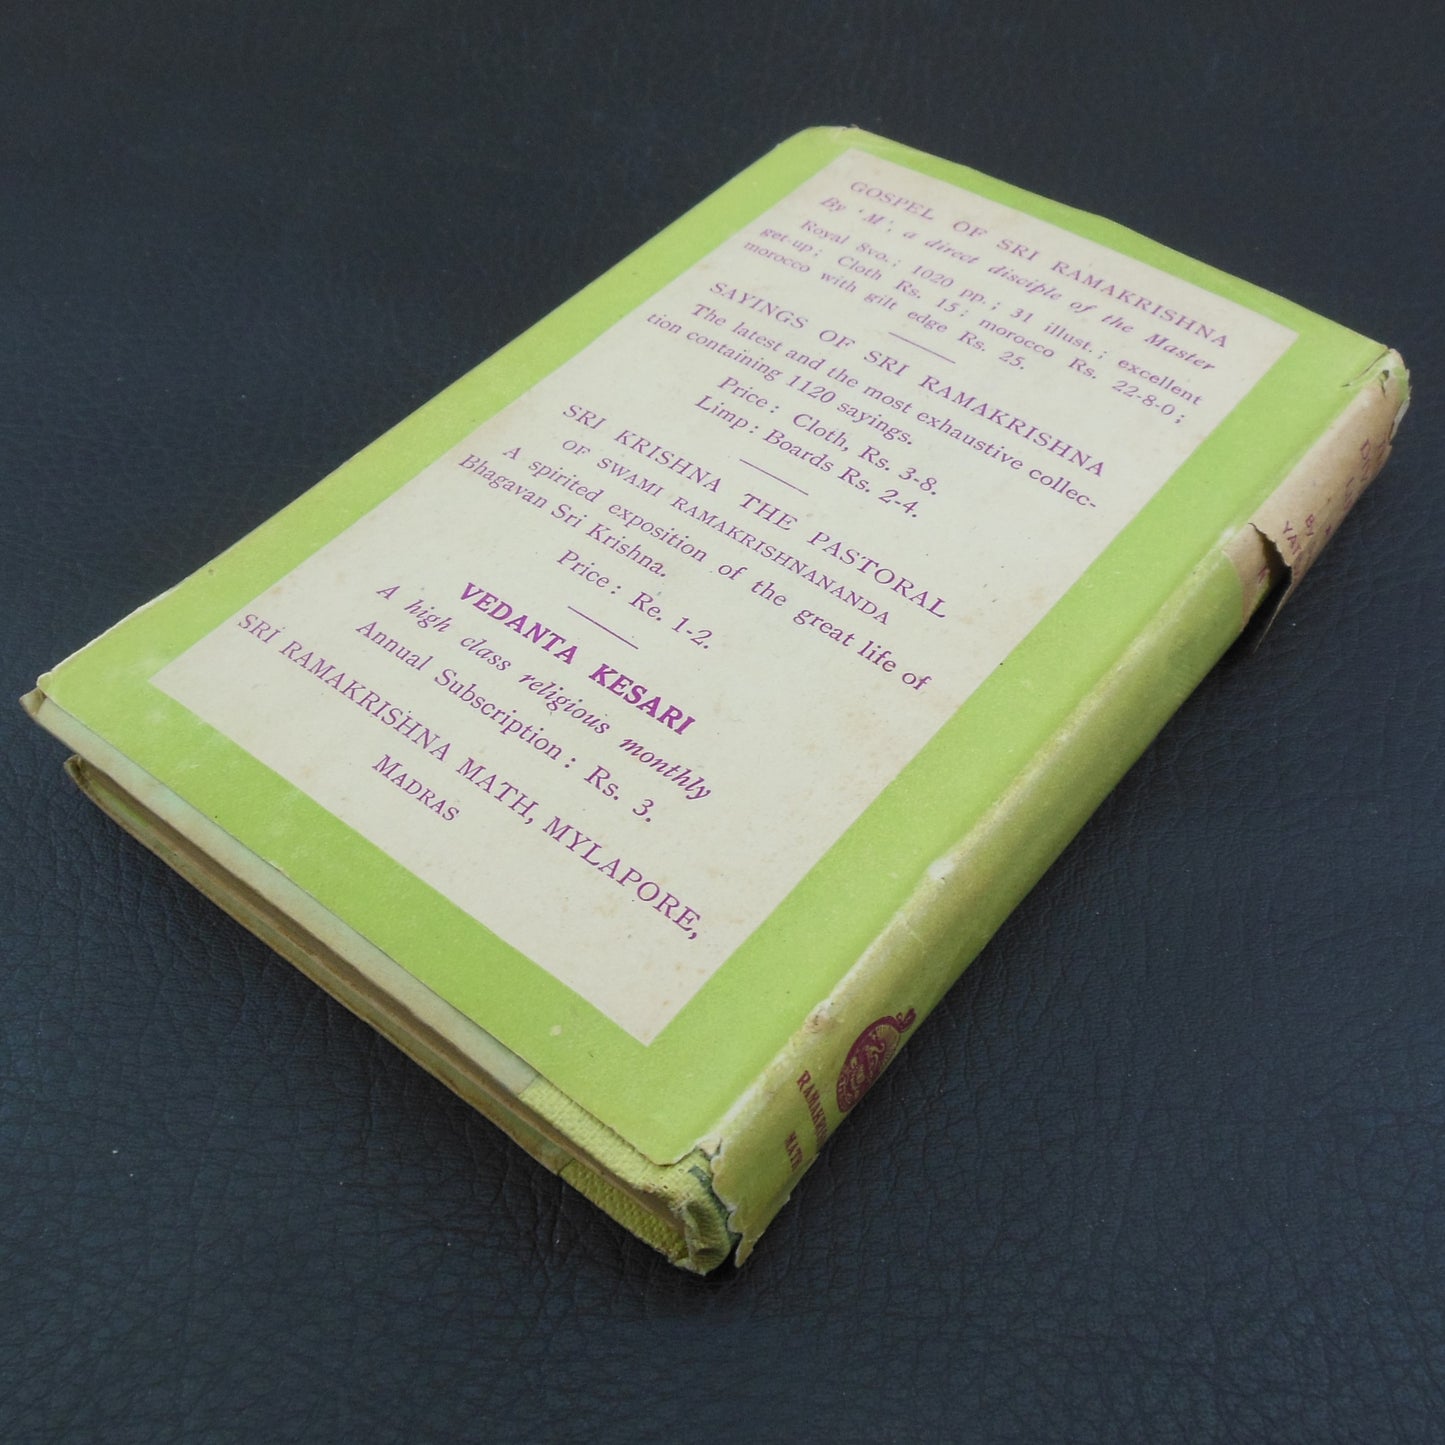 GOSPEL OF SRI RAMAKRISHNA
By 'M', a direct disciple of the Master
Royal 8vo.; 1020 pp.; 31 illust.; excellent
get-up; Cloth Rs. 15; morocco Rs. 22-8-0;
morocco with gilt edge Rs. 25.
SAYINGS OF SRI RAMAKRISHNA
The latest and the most exhaustive collec-
tion containing 1120 sayings.
Price: Cloth, Rs. 3-8.
Limp: Boards Rs. 2-4.
SRI KRISHNA THE PASTORAL
OF SWAMI RAMAKRISHNANANDA
A spirited exposition of the great life of
Bhagavan Sri Krishna.
Price: Re. 1-2.
VEDANTA KESARI
A high class religious monthly
Annual Subscription: Rs. 3.
SRI RAMAKRISHNA MATH, MYLAPORE,
MADRAS
By
MATH